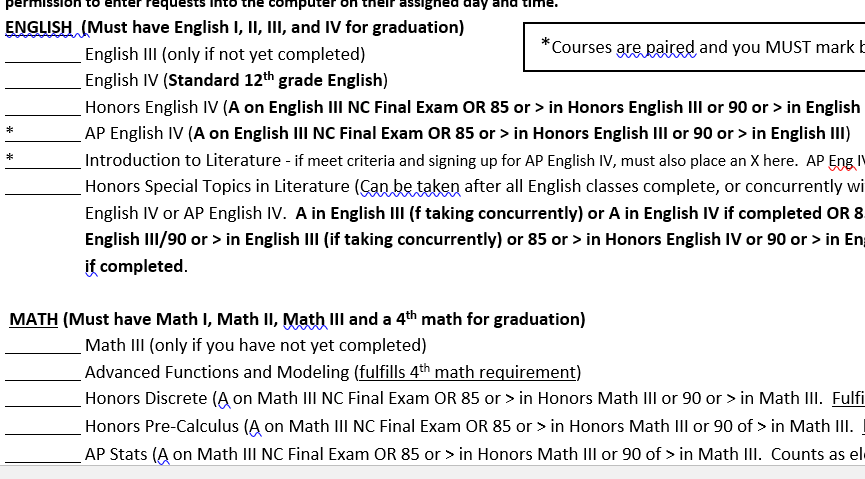 permission to enter requests into the computer on their assigned day and time.
ENGLISH (Must have English I, II, III, and IV for graduation)
*Courses are paired and you MUST mark b
_________ English III (only if not yet completed)
_________ English IV (Standard 12th grade English)
_________ Honors English IV (A on English III NC Final Exam OR 85 or > in Honors English III or 90 or > in English
*________ AP English IV (A on English III NC Final Exam OR 85 or > in Honors English III or 90 or > in English III)
*________ Introduction to Literature - if meet criteria and signing up for AP English IV, must also place an X here. AP Eng IV
_________ Honors Special Topics in Literature (Can be taken after all English classes complete, or concurrently wi
English IV or AP English IV. A in English III (f taking concurrently) or A in English IV if completed OR 8
English III/90 or > in English III (if taking concurrently) or 85 or > in Honors English IV or 90 or > in En
if completed.
MATH (Must have Math I, Math II, Math III and a 4th math for graduation)
_________ Math III (only if you have not yet completed)
_________ Advanced Functions and Modeling (fulfills 4th math requirement)
_________ Honors Discrete (A on Math III NC Final Exam OR 85 or > in Honors Math III or 90 or > in Math III. Fulfi
_________ Honors Pre-Calculus (A on Math III NC Final Exam OR 85 or > in Honors Math III or 90 of > in Math III.
_________ AP Stats (A on Math III NC Final Exam OR 85 or > in Honors Math III or 90 of > in Math III. Counts as el